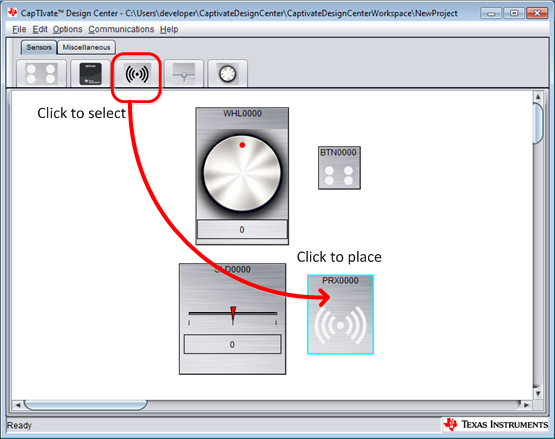 CapTIvate™ Design Center - C:\Users\developer\CaptivateDesignCenter\CaptivateDesignCenterWorkspace\NewProject
File Edit Options Communications Help
Sensors Miscellaneous
Click to select
WHL0000
BTN0000
0
Click to place
SLD0000
PRX0000
0
Ready
TEXAS INSTRUMENTS